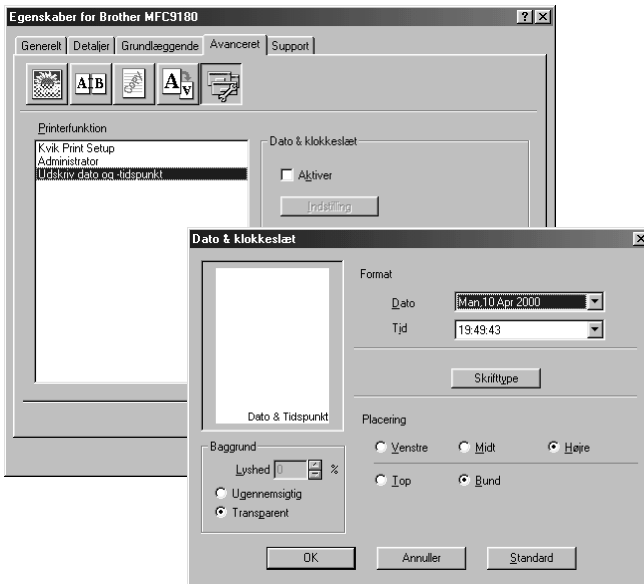 Egenskaber for Brother MFC9180
Generelt Detaljer Grundlæggende Avanceret Support
A B Copy A A
Printerfunktion
Kvik Print Setup
Administrator
Udskriv dato og -tidspunkt
Dato & klokkeslæt
Aktiver
Indstilling
Dato & klokkeslæt
Dato & Tidspunkt
Format
Dato Man,10 Apr 2000
Tid 19:49:43
Skrifttype
Baggrund
Lyshed 0 %
Ugennemsigtig
Transparent
Placering
Venstre Midt Højre
Top Bund
OK Annuller Standard